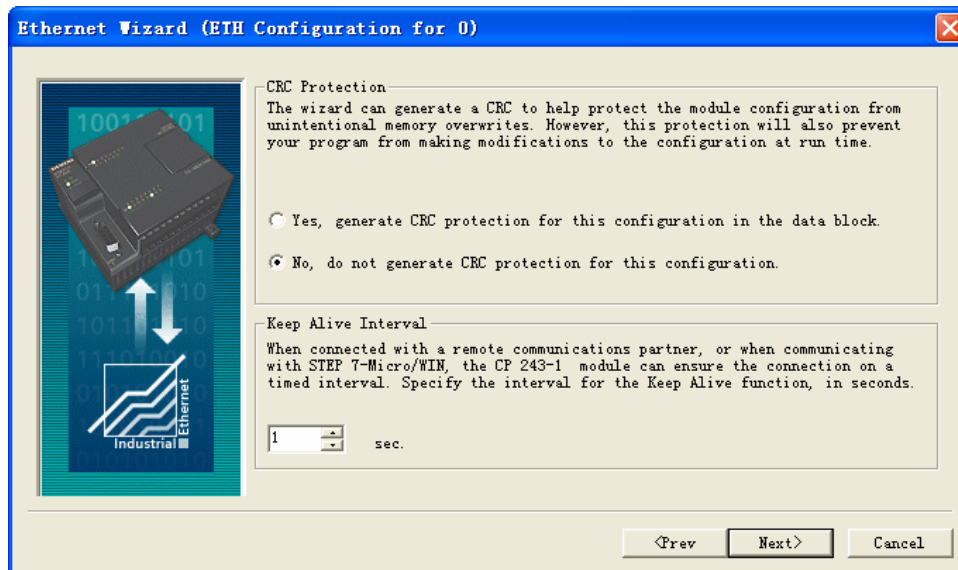 Ethernet Wizard (ETH Configuration for 0)
CRC Protection
The wizard can generate a CRC to help protect the module configuration from
unintentional memory overwrites. However, this protection will also prevent
your program from making modifications to the configuration at run time.
Yes, generate CRC protection for this configuration in the data block.
No, do not generate CRC protection for this configuration.
Keep Alive Interval
When connected with a remote communications partner, or when communicating
with STEP 7-Micro/WIN, the CP 243-1 module can ensure the connection on a
timed interval. Specify the interval for the Keep Alive function, in seconds.
1 sec.
Industrial
Ethernet
<Prev
Next>
Cancel